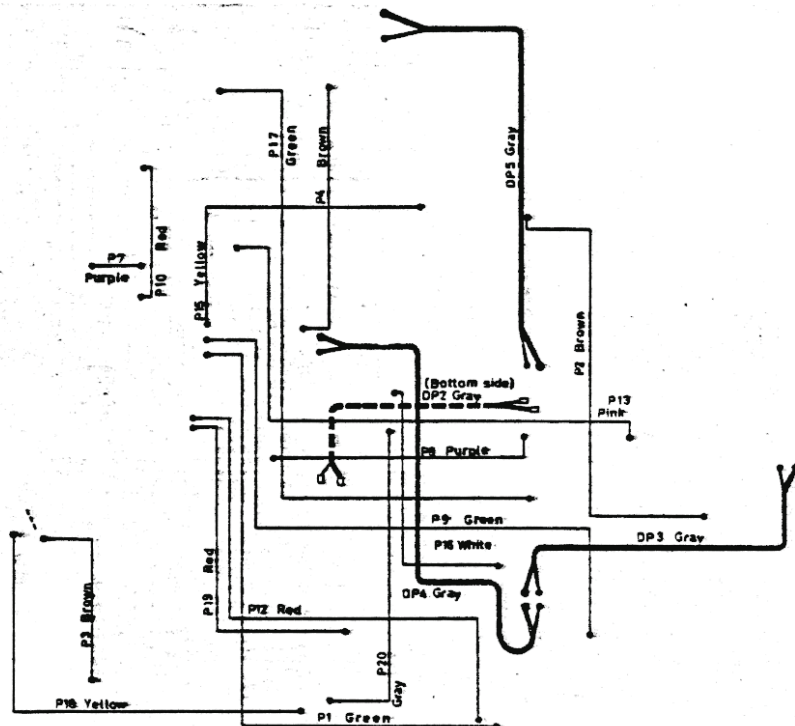 P17
Green
Brown
P4
DP5 Gray
P7
Purple
Red
P10
Yellow
P15
P2 Brown
(Bottom side)
DP2 Gray
P13
Pink
P8 Purple
P9 Green
P16 White
DP3 Gray
DP4 Gray
Red
P19
P12 Red
P3 Brown
P20
Gray
P18 Yellow
P1 Green